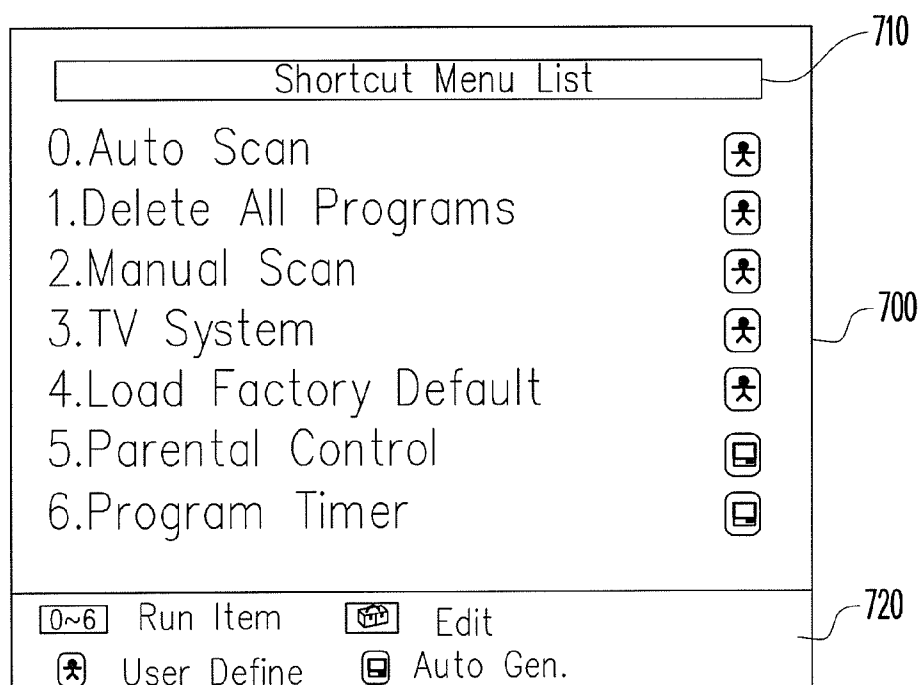 710
Shortcut Menu List
0.Auto Scan
1.Delete All Programs
2.Manual Scan
3.TV System
700
4.Load Factory Default
5.Parental Control
6.Program Timer
0~6 Run Item Edit
720
User Define Auto Gen.